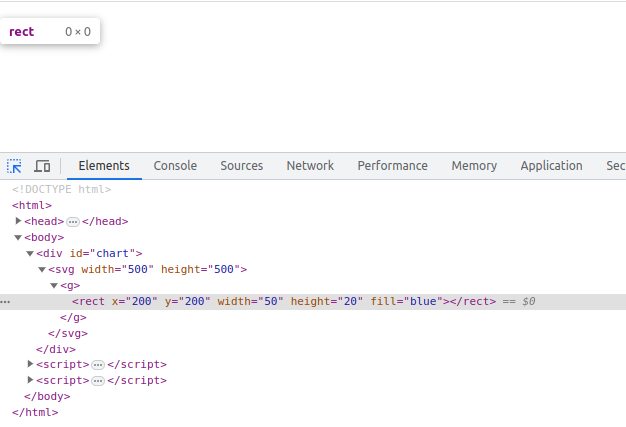 rect 0 × 0
Elements Console Sources Network Performance Memory Application Sec
<!DOCTYPE html>
<html>
<head>…</head>
<body>
<div id="chart">
<svg width="500" height="500">
<g>
<rect x="200" y="200" width="50" height="20" fill="blue"></rect> == $0
</g>
</svg>
</div>
<script>…</script>
<script>…</script>
</body>
</html>